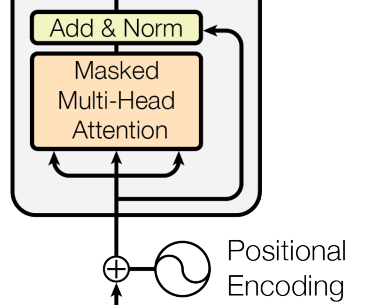 Add & Norm
Masked
Multi-Head
Attention
Positional
Encoding